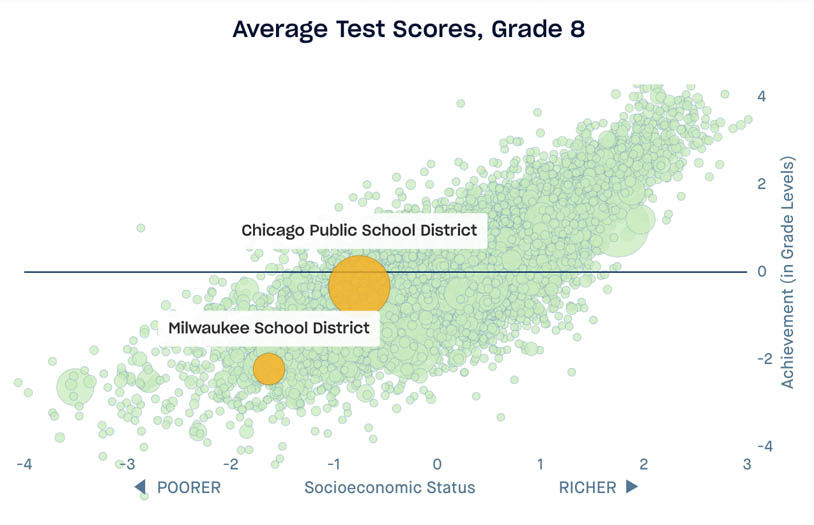 Average Test Scores, Grade 8
4
2
Chicago Public School District
0
Milwaukee School District
-2
-4
Achievement (in Grade Levels)
-4 -3 -2 -1 0 1 2 3
◀ POORER Socioeconomic Status RICHER ▶